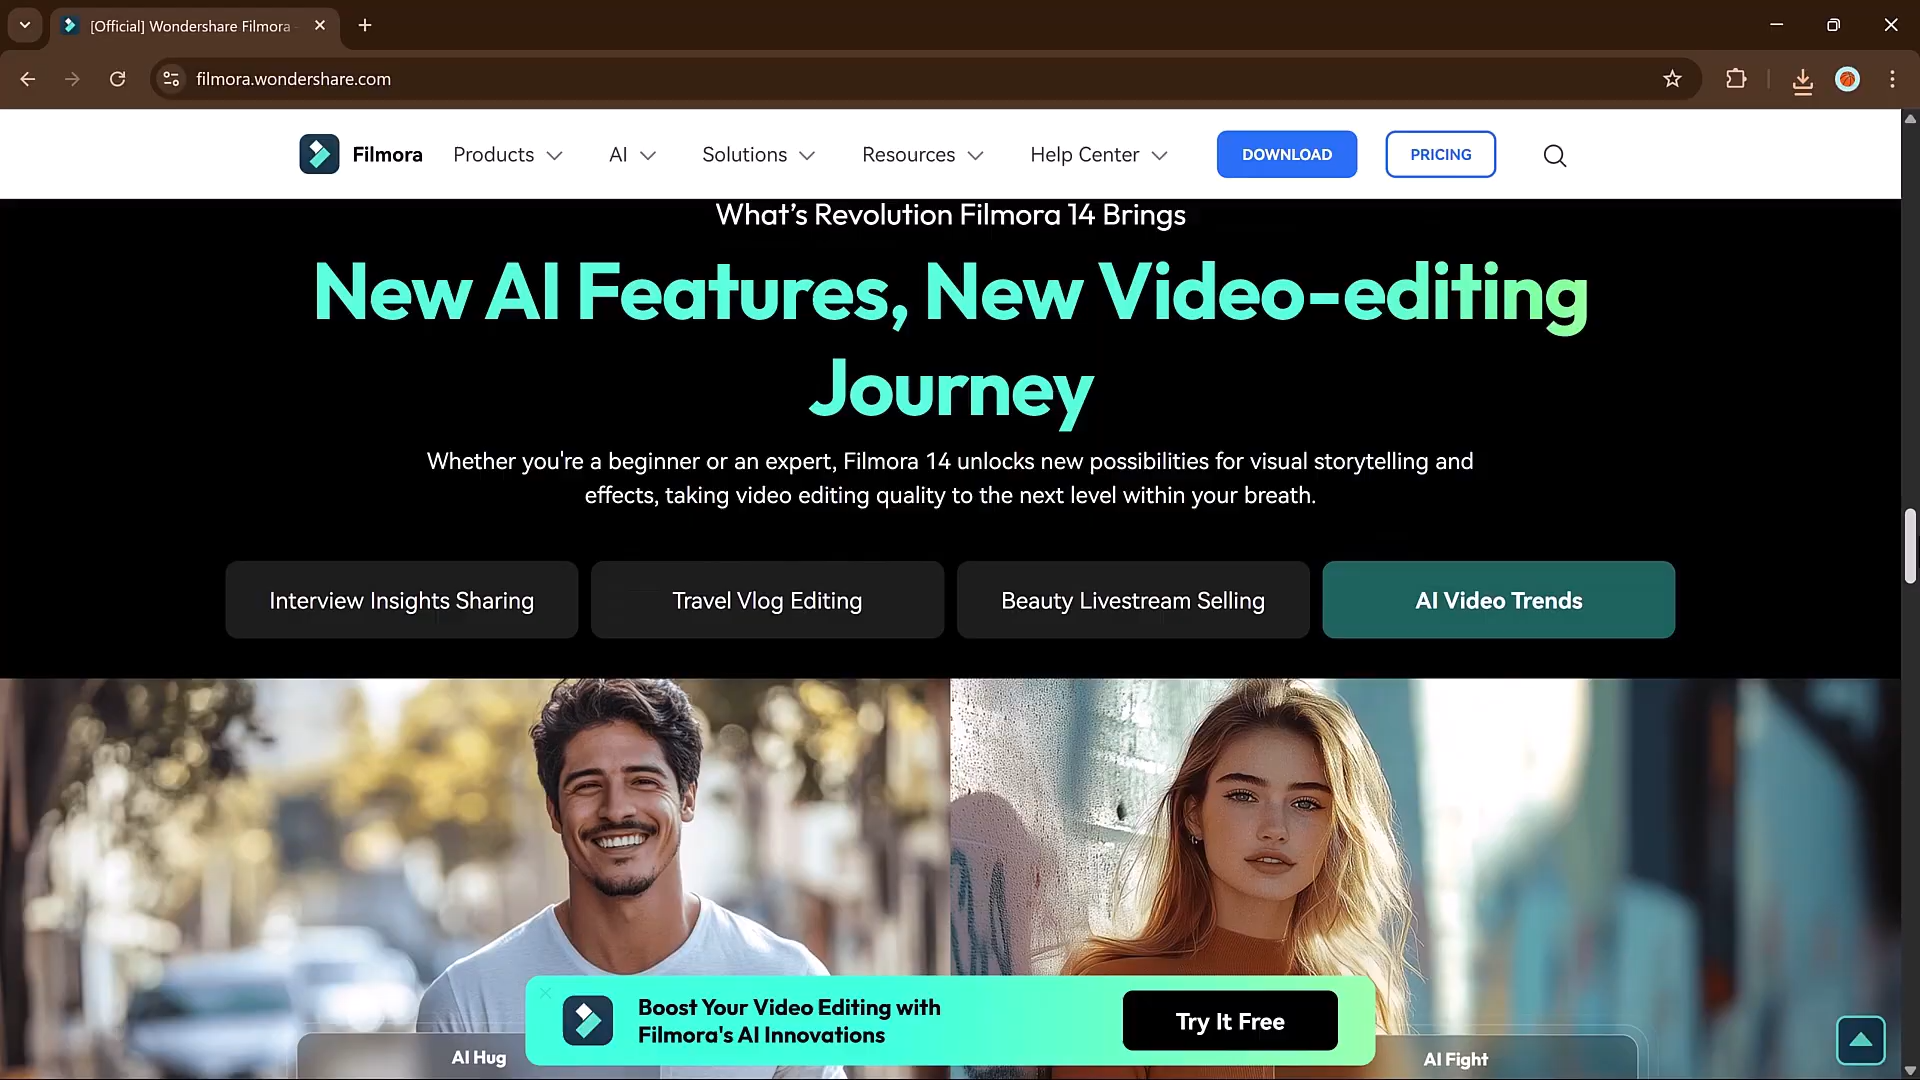 [Official] Wondershare Filmora -
filmora.wondershare.com
Filmora
Products
AI
Solutions
Resources
Help Center
DOWNLOAD
PRICING
What's Revolution Filmora 14 Brings
New AI Features, New Video-editing
Journey
Whether you're a beginner or an expert, Filmora 14 unlocks new possibilities for visual storytelling and
effects, taking video editing quality to the next level within your breath.
Interview Insights Sharing
Travel Vlog Editing
Beauty Livestream Selling
AI Video Trends
Boost Your Video Editing with
Filmora's AI Innovations
Try It Free
AI Hug
AI Fight